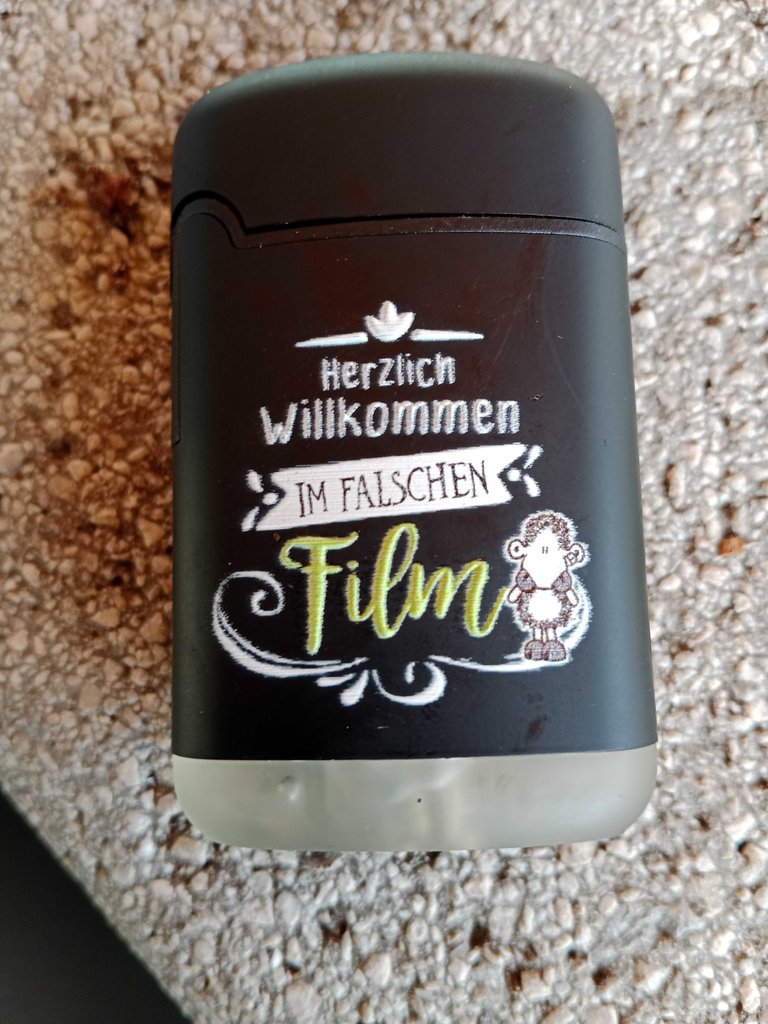 Herzlich
Willkommen
IM FALSCHEN
Film